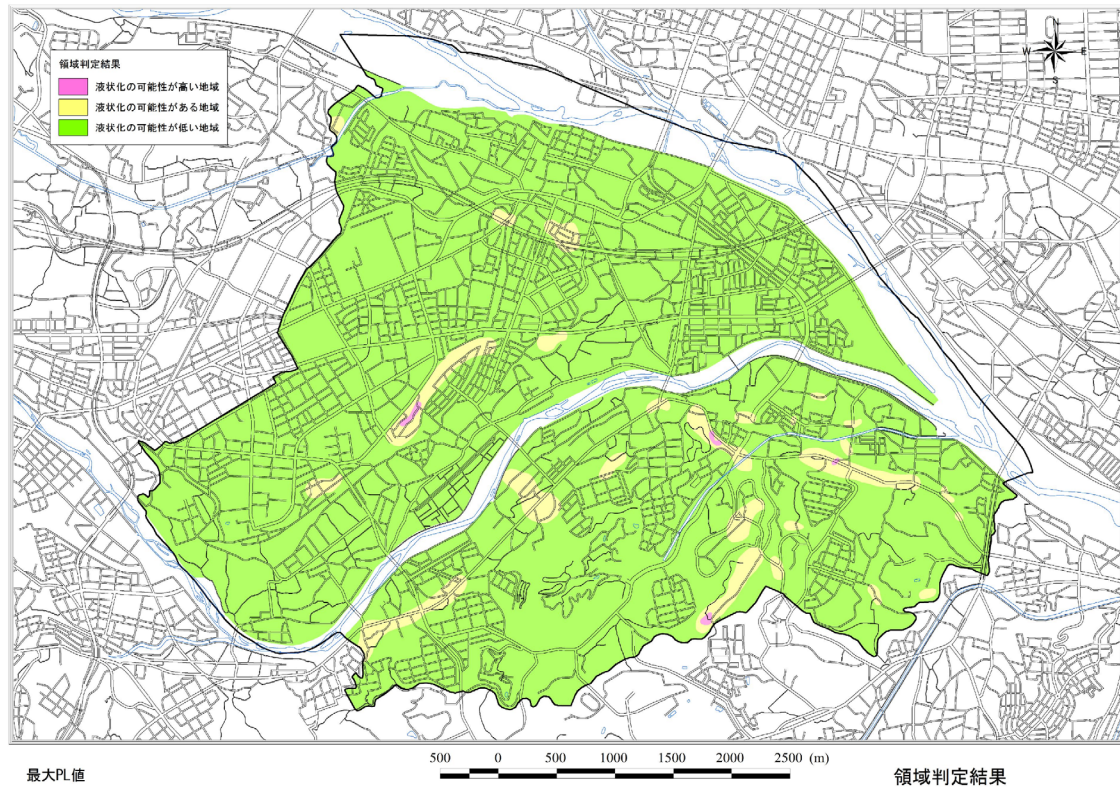 領域判定結果
液状化の可能性が高い地域
液状化の可能性がある地域
液状化の可能性が低い地域
N
W E
S
最大PL値
500 0 500 1000 1500 2000 2500 (m)
領域判定結果